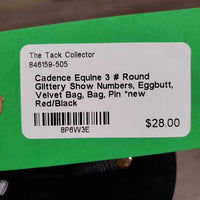 The Tack Collector
846159-505
Cadence Equine 3 # Round
Glittery Show Numbers, Eggbutt,
Velvet Bag, Bag, Pin *new
Red/Black
8P6W3E
$28.00